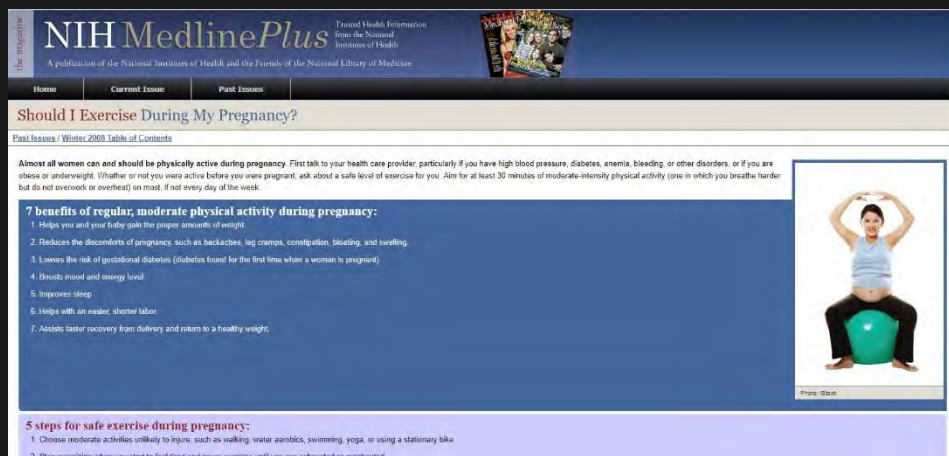 the magazine
NIH MedlinePlus
Trusted Health Information
from the National
Institutes of Health
A publication of the National Institutes of Health and the Friends of the National Library of Medicine
Home Current Issue Past Issues
Should I Exercise During My Pregnancy?
Past Issues / Winter 2008 Table of Contents
Almost all women can and should be physically active during pregnancy. First talk to your health care provider, particularly if you have high blood pressure, diabetes, anemia, bleeding, or other disorders, or if you are
obese or underweight. Whether or not you were active before you were pregnant, ask about a safe level of exercise for you. Aim for at least 30 minutes of moderate-intensity physical activity (one in which you breathe harder
but do not overwork or overheat) on most, if not every day of the week.
7 benefits of regular, moderate physical activity during pregnancy:
1. Helps you and your baby gain the proper amounts of weight.
2. Reduces the discomforts of pregnancy, such as backaches, leg cramps, constipation, bloating, and swelling.
3. Lowers the risk of gestational diabetes (diabetes found for the first time when a woman is pregnant).
4. Boosts mood and energy level
5. Improves sleep
6. Helps with an easier, shorter labor.
7. Assists faster recovery from delivery and return to a healthy weight.
Photo: iStock
5 steps for safe exercise during pregnancy:
1. Choose moderate activities unlikely to injure, such as walking, water aerobics, swimming, yoga, or using a stationary bike